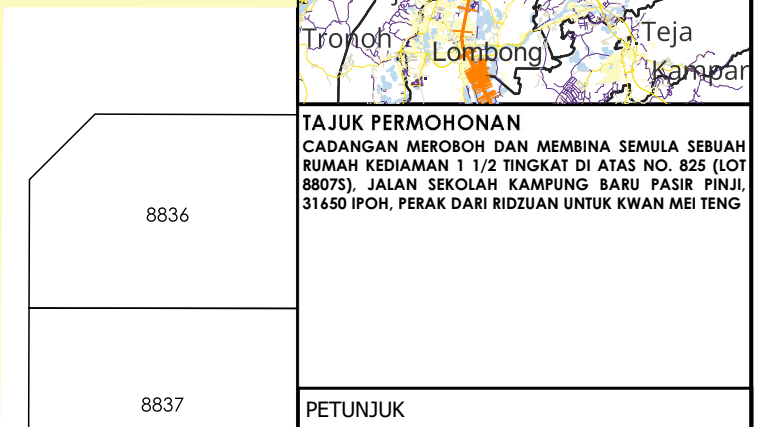 Tronoh
Lombong
Teja
Kampar
TAJUK PERMOHONAN
CADANGAN MEROBOH DAN MEMBINA SEMULA SEBUAH
RUMAH KEDIAMAN 1 1/2 TINGKAT DI ATAS NO. 825 (LOT
8807S), JALAN SEKOLAH KAMPUNG BARU PASIR PINJI,
31650 IPOH, PERAK DARI RIDZUAN UNTUK KWAN MEI TENG
8836
8837
PETUNJUK